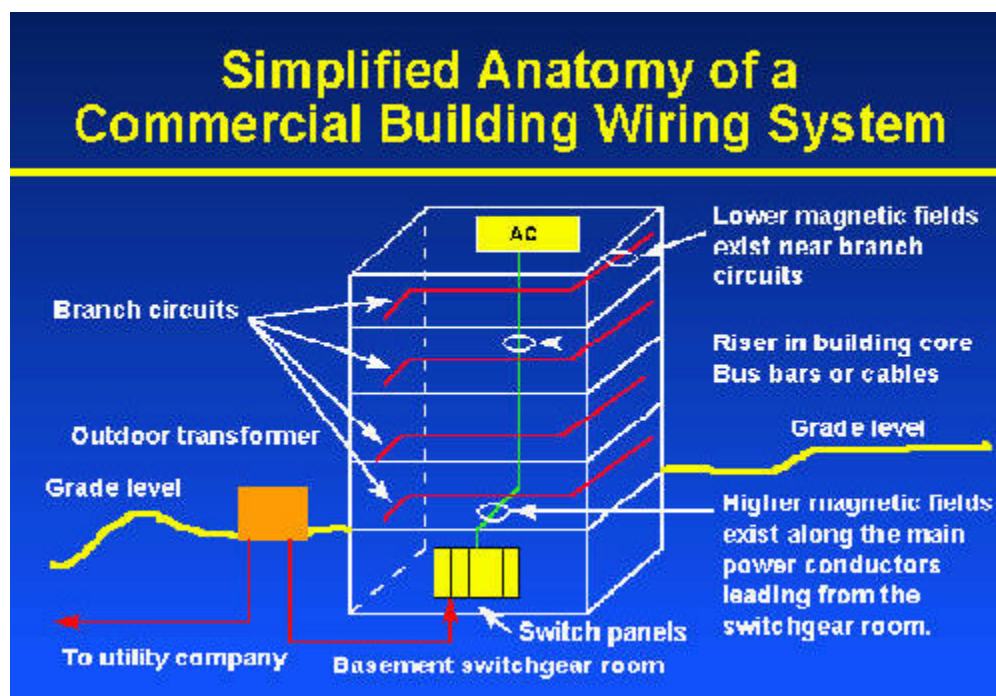 Simplified Anatomy of a
Commercial Building Wiring System
AC
Lower magnetic fields
exist near branch
circuits
Branch circuits
Riser in building core
Bus bars or cables
Outdoor transformer
Grade level
Grade level
Higher magnetic fields
exist along the main
power conductors
leading from the
switchgear room.
Switch panels
To utility company
Basement switchgear room